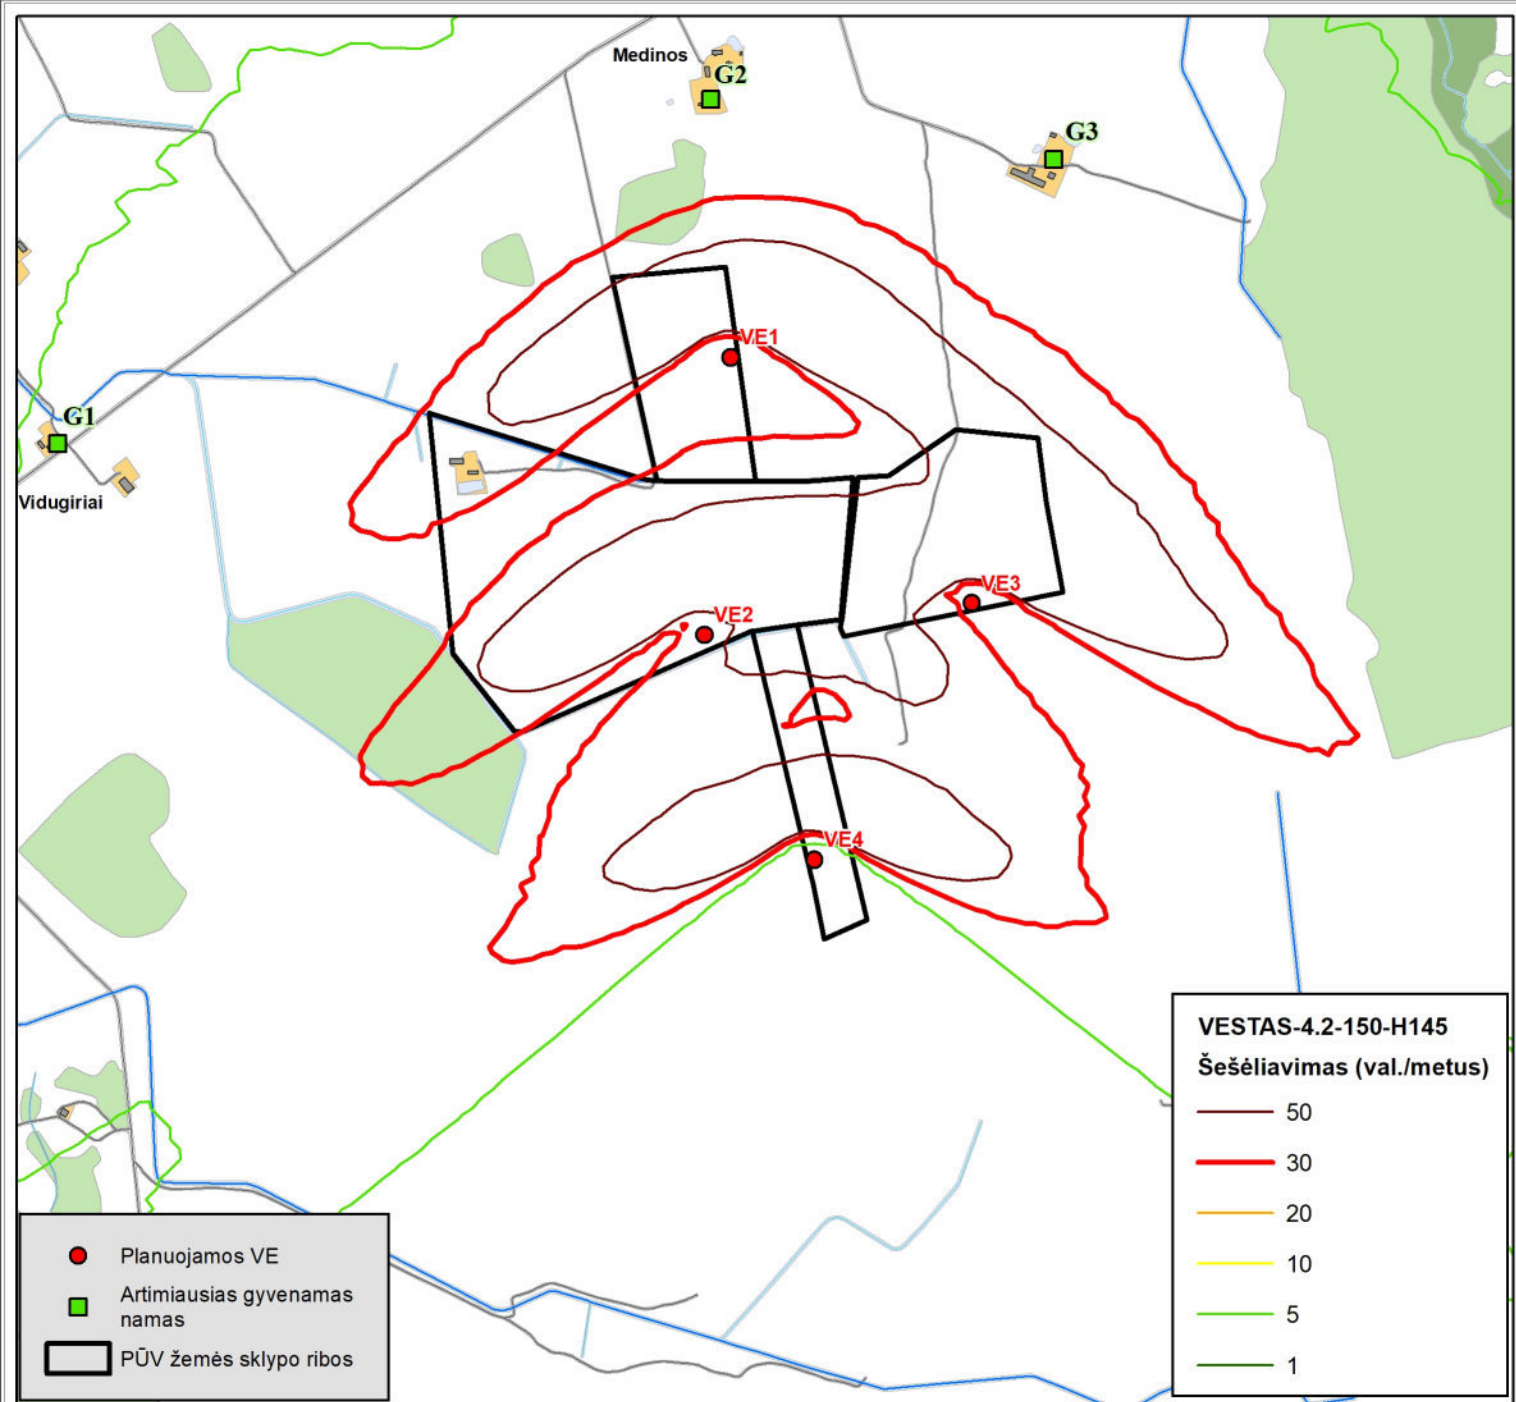 Medinos
G2
G3
VE1
G1
Vidugiriai
VE3
VE2
VE4
VESTAS-4.2-150-H145
Šešėliavimas (val./metus)
50
30
20
10
5
1
Planuojamos VE
Artimiausias gyvenamas
namas
PŪV žemės sklypo ribos